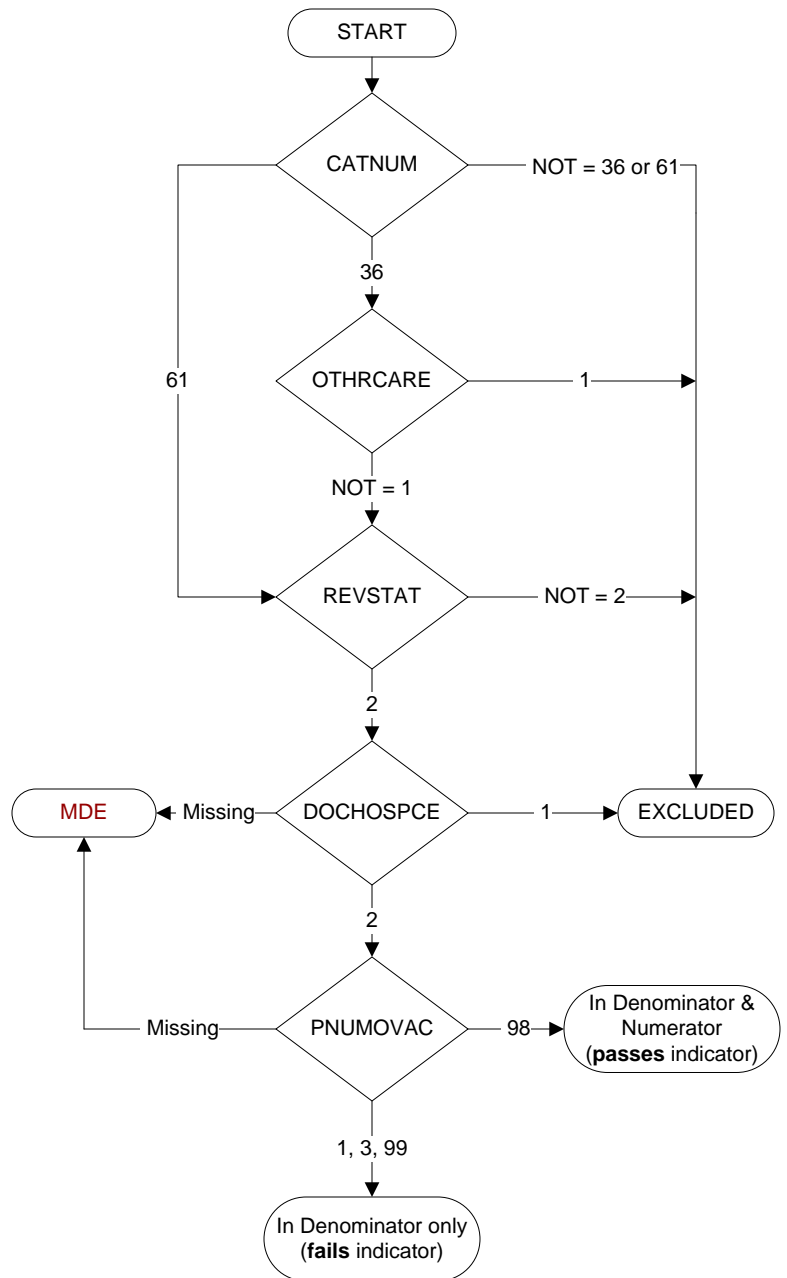 START
CATNUM
NOT = 36 or 61
36
61
OTHRCARE
1
NOT = 1
REVSTAT
NOT = 2
2
MDE
Missing
DOCHOSPCE
1
EXCLUDED
2
Missing
PNUMOVAC
98
In Denominator &
Numerator
(passes indicator)
1, 3, 99
In Denominator only
(fails indicator)